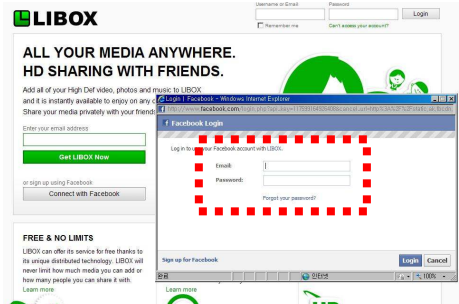 LIBOX
Username or Email
Password
Login
Remember me
Can't access your account?
ALL YOUR MEDIA ANYWHERE.
HD SHARING WITH FRIENDS.
Add all of your High Def video, photos and music to LIBOX
and it is instantly available to enjoy on any
Share your media privately with your friends
Enter your email address
Get LIBOX Now
or sign up using Facebook
Connect with Facebook
FREE & NO LIMITS
LIBOX can offer its service for free thanks to
its unique distributed technology. LIBOX will
never limit how much media you can add or
how many people you can share it with.
Learn more
Learn more
Login | Facebook - Windows Internet Explorer
Facebook Login
Log in to use your Facebook account with LIBOX.
Email:
Password:
Forgot your password?
Sign up for Facebook
Login
Cancel
완료
인터넷
100%